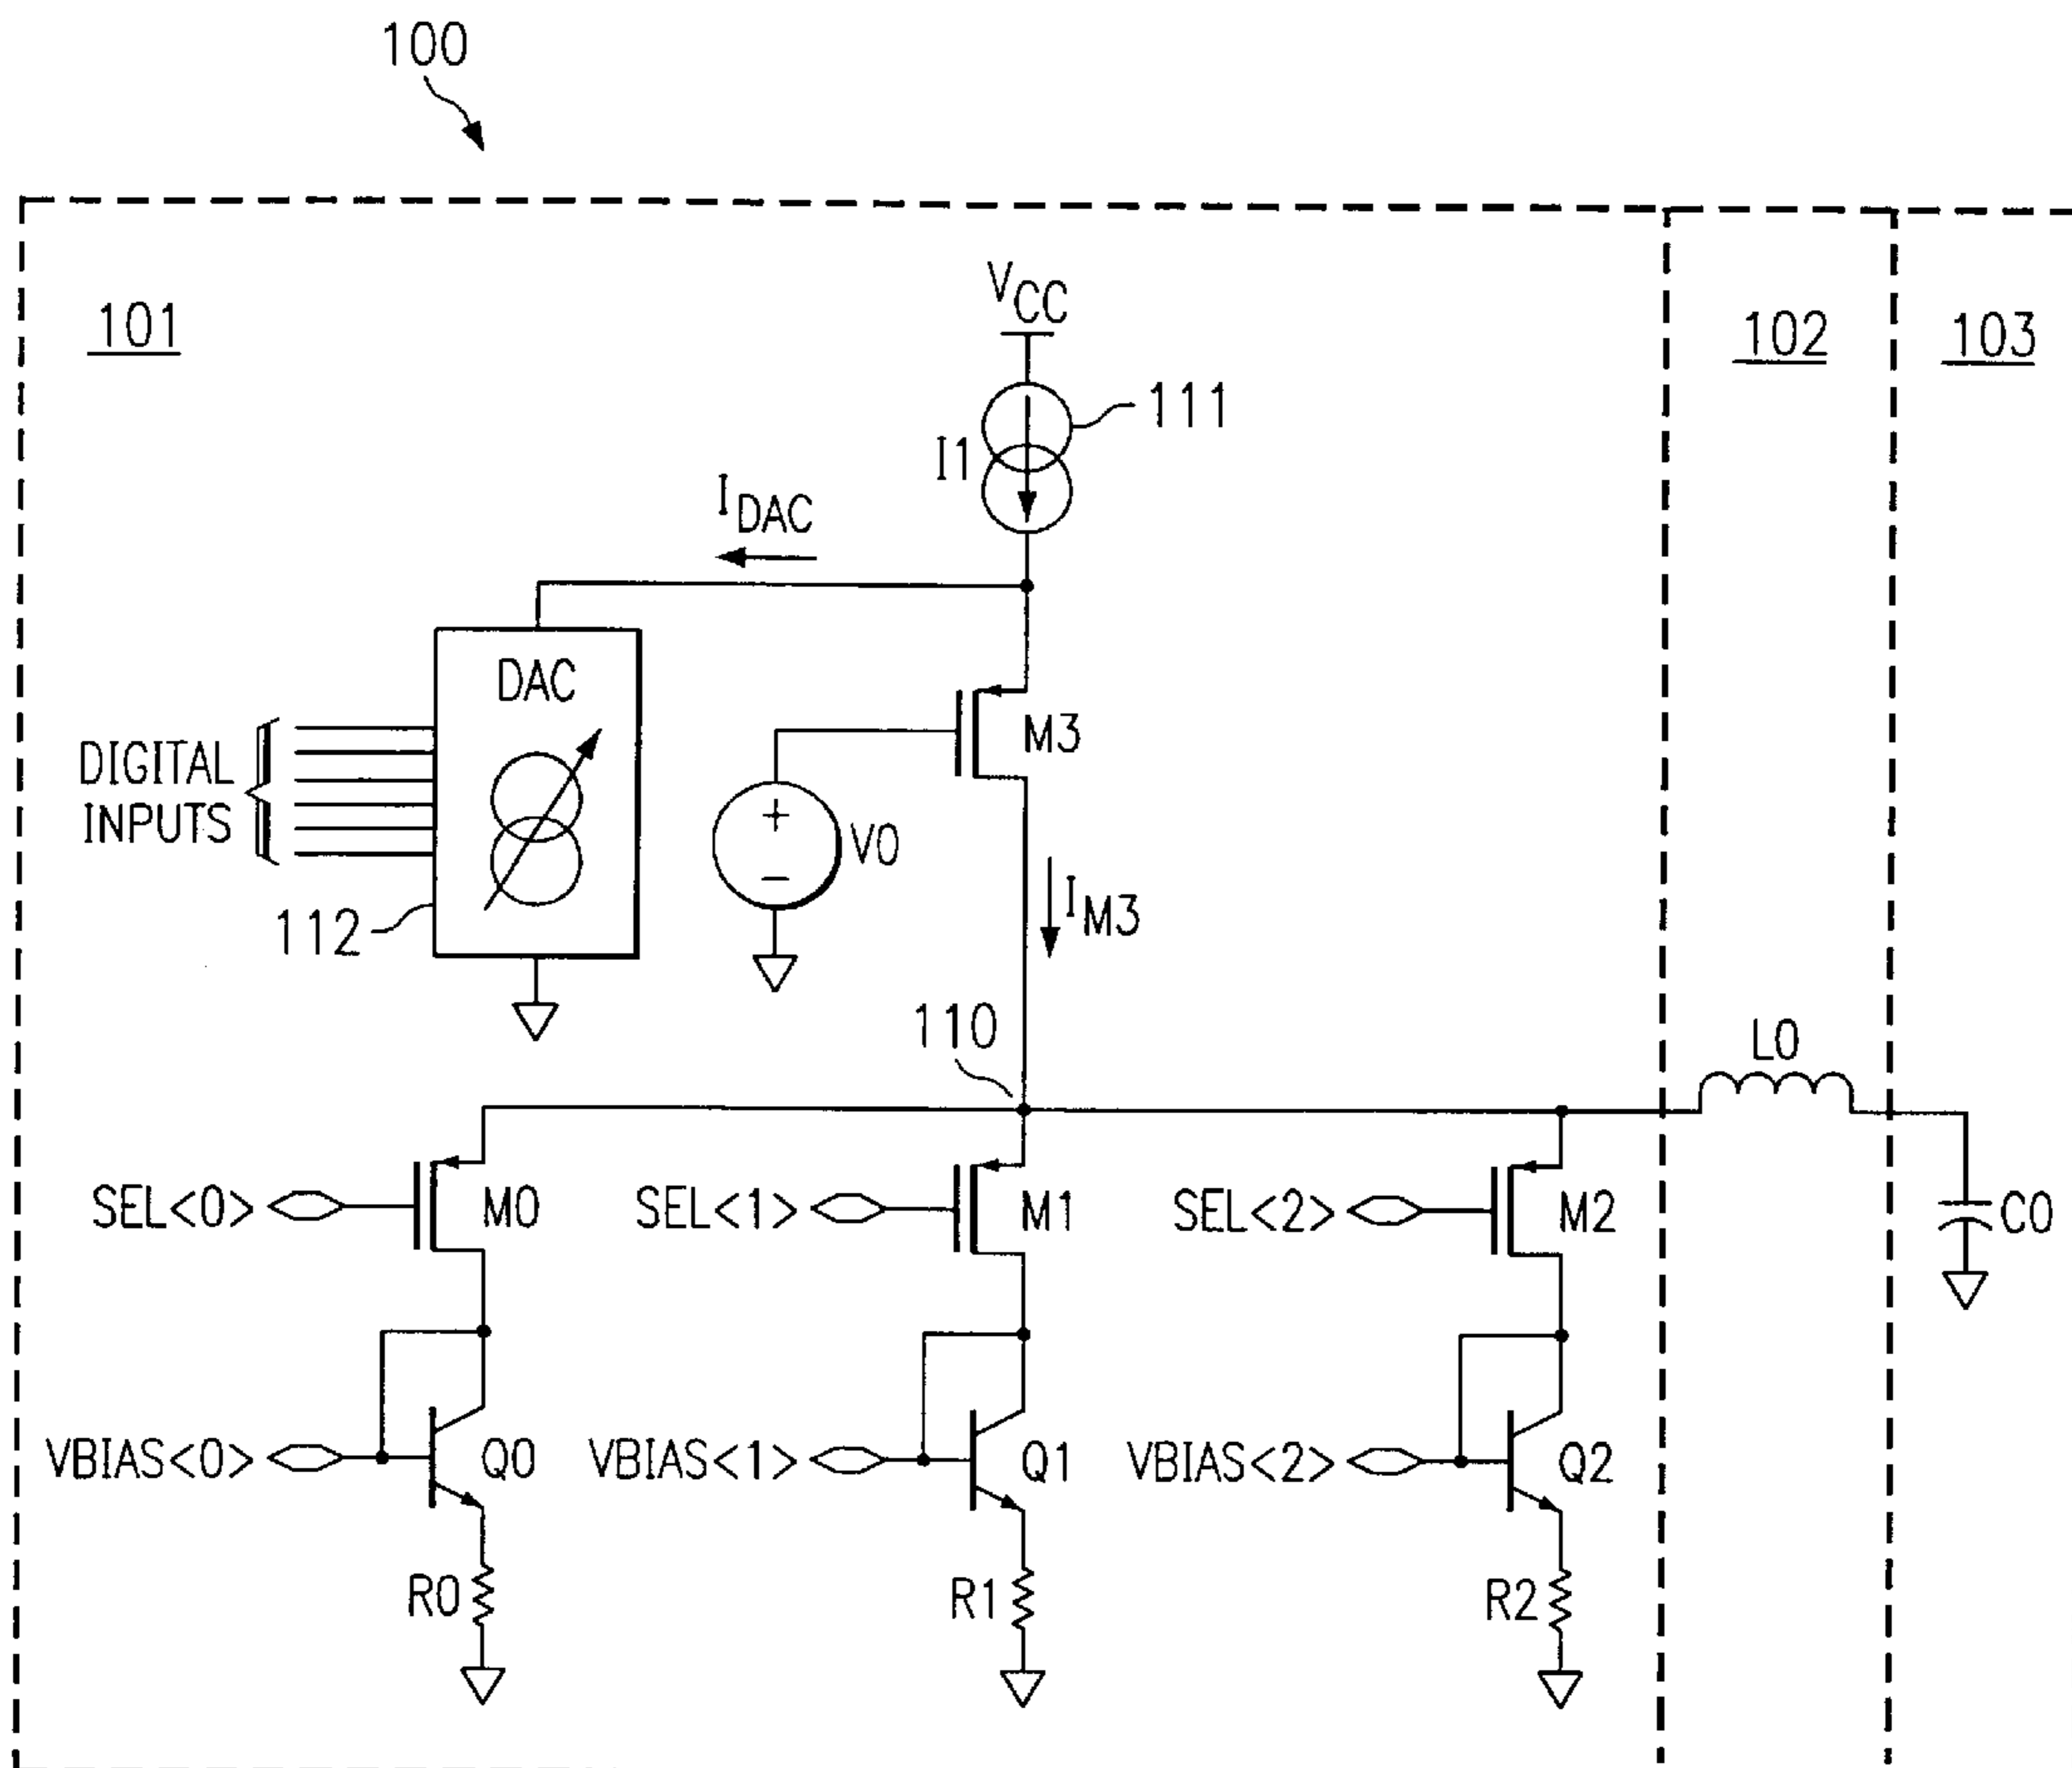 100
101
102
103
VCC
111
I1
IDAC
DAC
M3
DIGITAL
INPUTS
V0
112
IM3
110
L0
SEL<0>
M0
SEL<1>
M1
SEL<2>
M2
C0
VBIAS<0>
Q0
VBIAS<1>
Q1
VBIAS<2>
Q2
R0
R1
R2